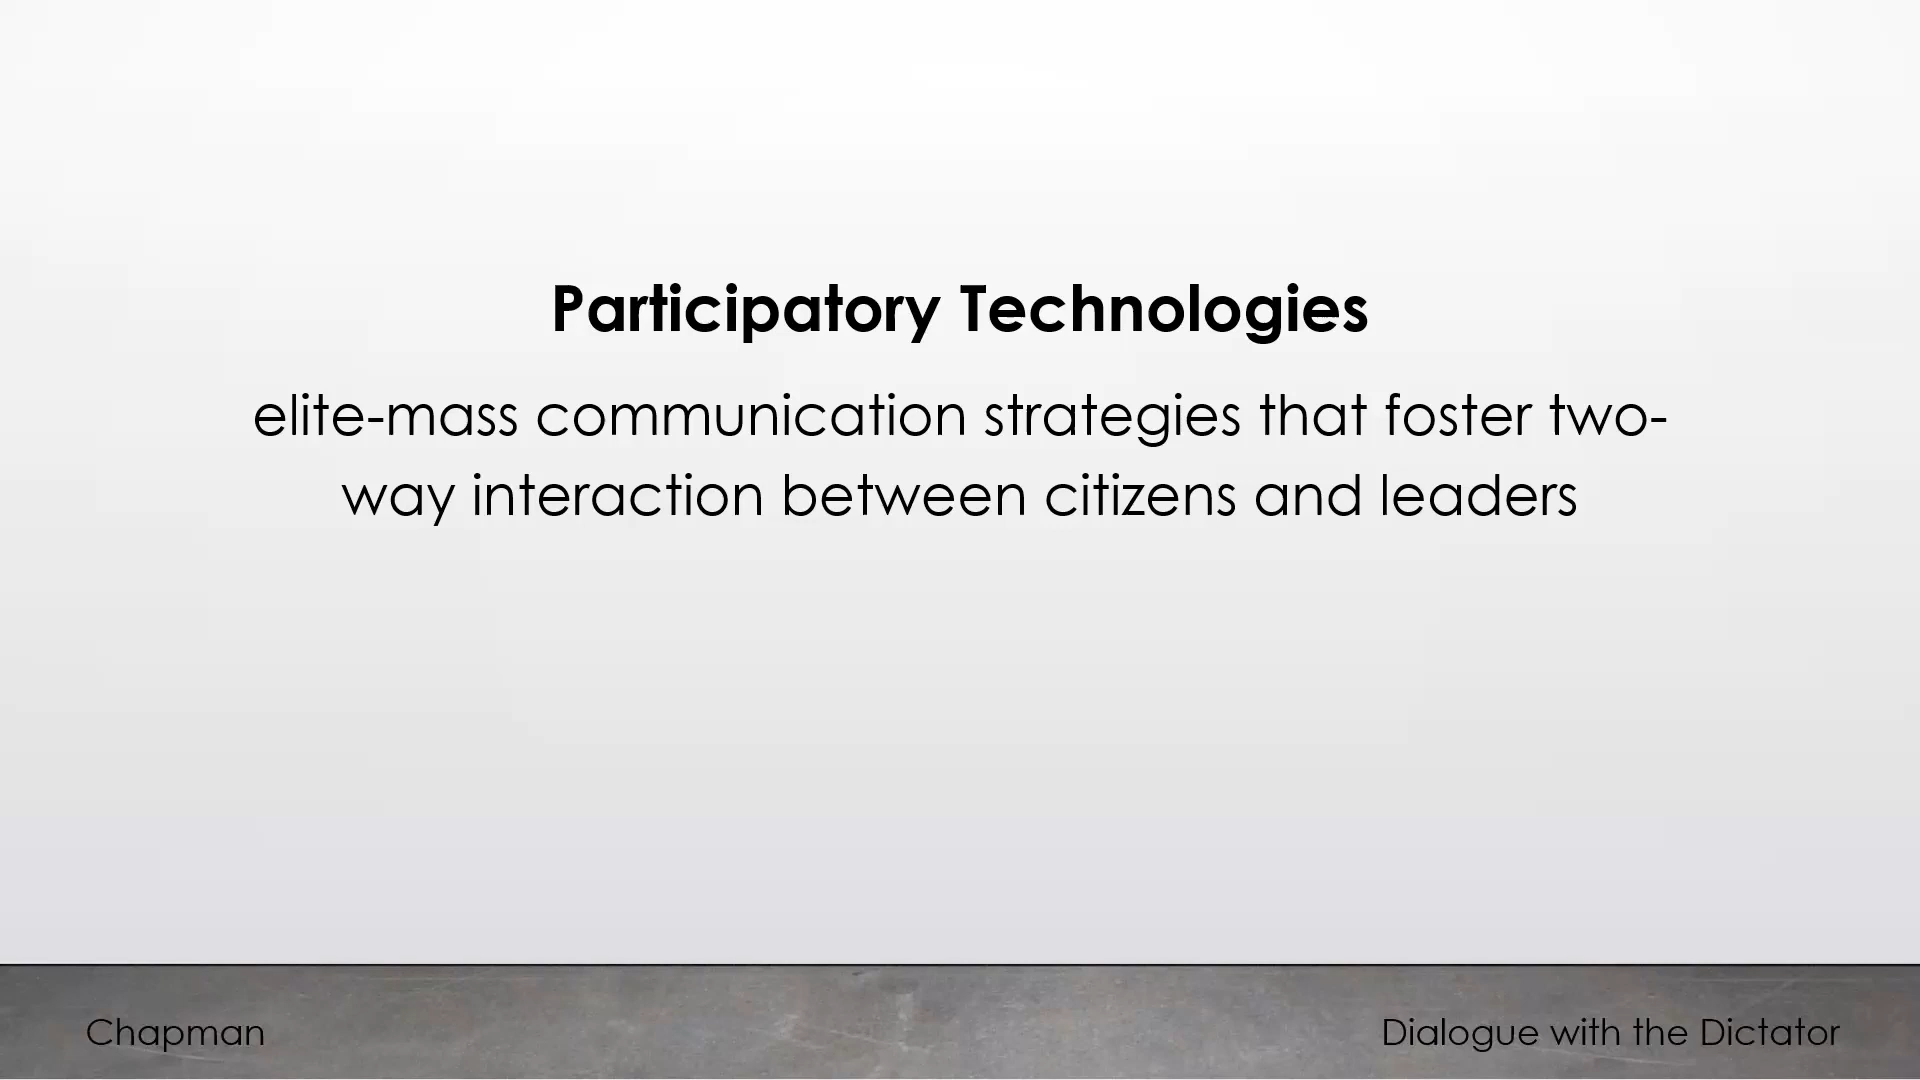 Participatory Technologies
elite-mass communication strategies that foster two-
way interaction between citizens and leaders
Chapman
Dialogue with the Dictator